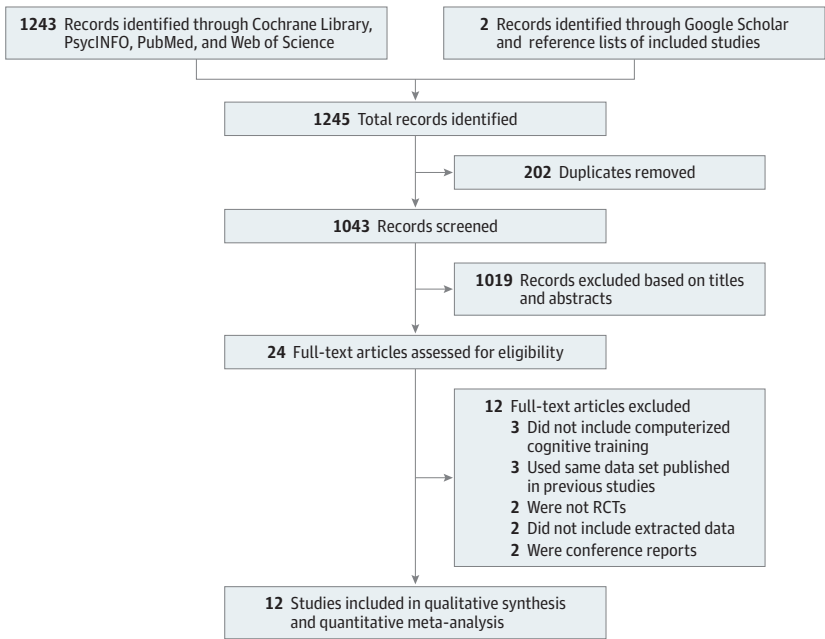 1243 Records identified through Cochrane Library,
PsycINFO, PubMed, and Web of Science
2 Records identified through Google Scholar
and reference lists of included studies
1245 Total records identified
202 Duplicates removed
1043 Records screened
1019 Records excluded based on titles
and abstracts
24 Full-text articles assessed for eligibility
12 Full-text articles excluded
3 Did not include computerized
cognitive training
3 Used same data set published
in previous studies
2 Were not RCTs
2 Did not include extracted data
2 Were conference reports
12 Studies included in qualitative synthesis
and quantitative meta-analysis